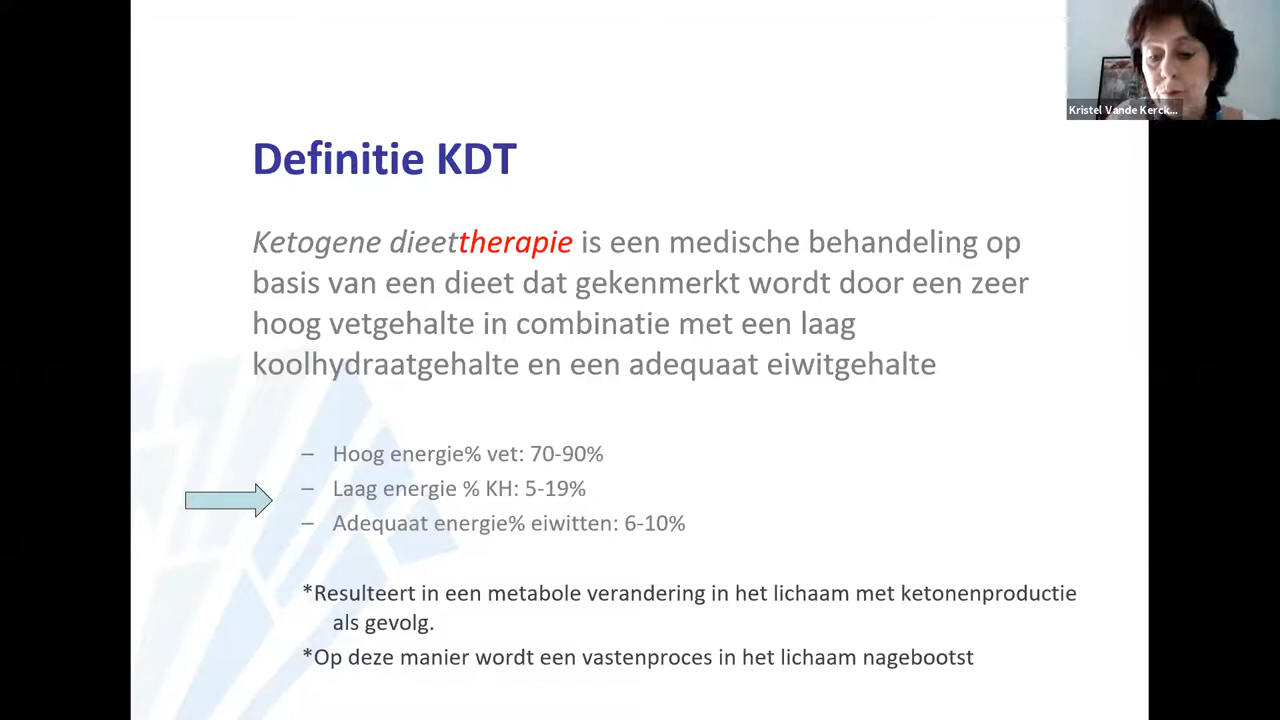 Kristel Vande Kerck...
Definitie KDT
Ketogene dieettherapie is een medische behandeling op
basis van een dieet dat gekenmerkt wordt door een zeer
hoog vetgehalte in combinatie met een laag
koolhydraatgehalte en een adequaat eiwitgehalte
– Hoog energie% vet: 70-90%
– Laag energie % KH: 5-19%
– Adequaat energie% eiwitten: 6-10%
*Resulteert in een metabole verandering in het lichaam met ketonenproductie
als gevolg.
*Op deze manier wordt een vastenproces in het lichaam nagebootst